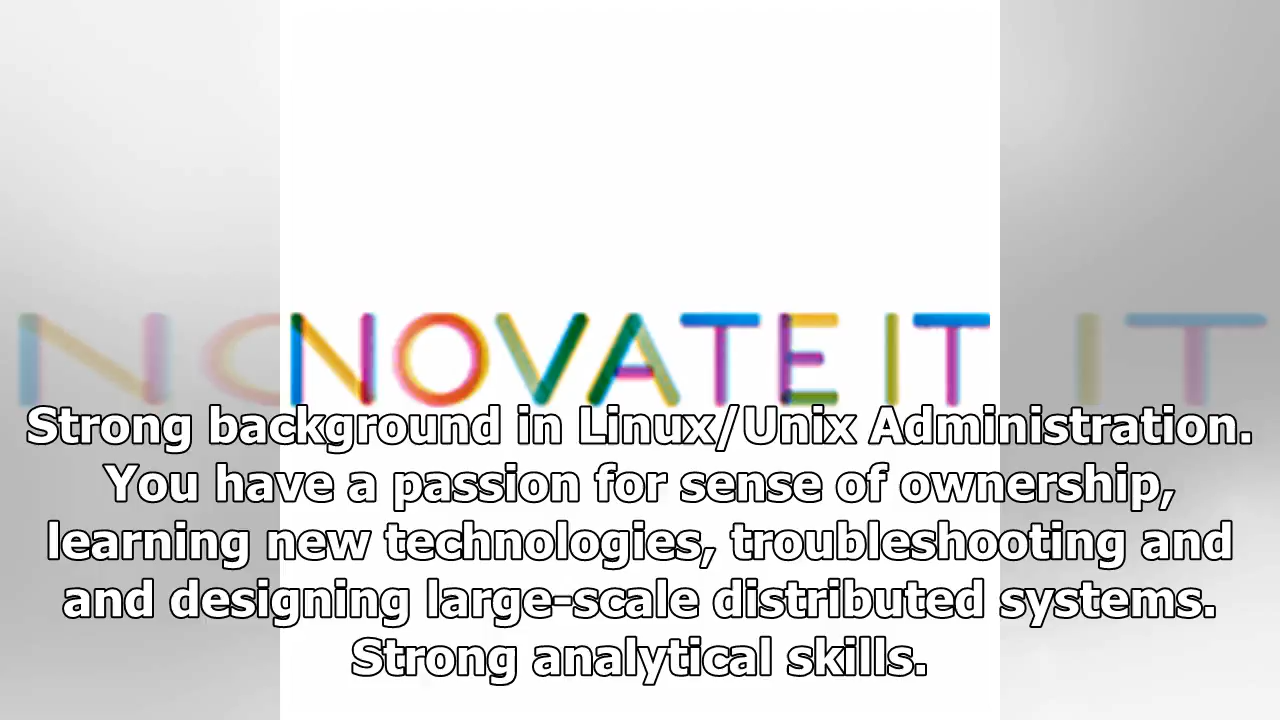 NOVATE IT
Strong background in Linux/Unix Administration.
You have a passion for sense of ownership,
learning new technologies, troubleshooting and
and designing large-scale distributed systems.
Strong analytical skills.